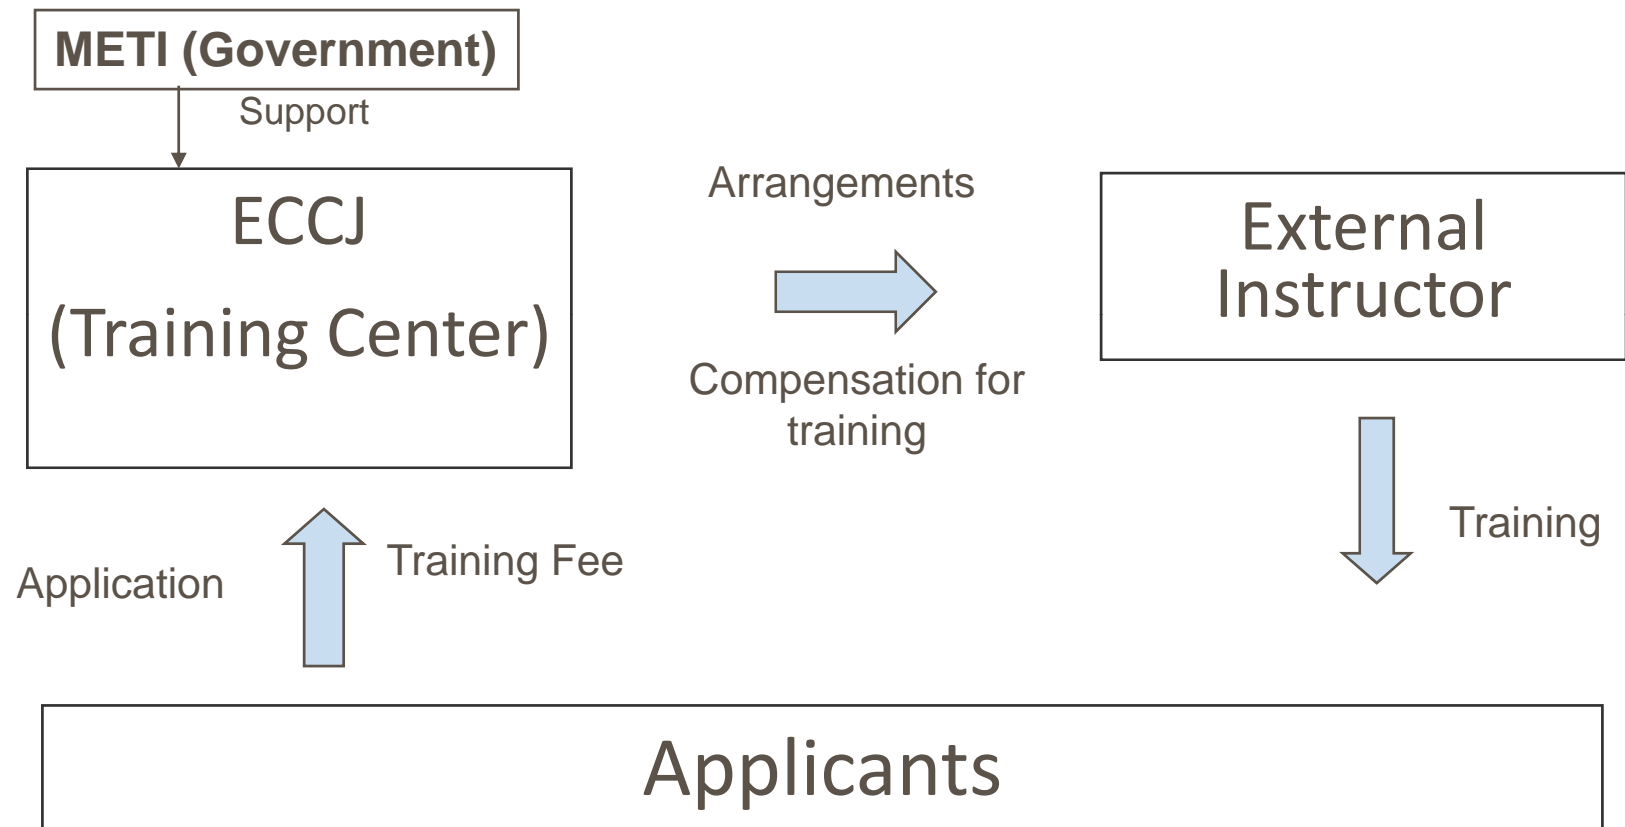 METI (Government)
Support
ECCJ
(Training Center)
Arrangements
Compensation for
training
External
Instructor
Application
Training Fee
Training
Applicants